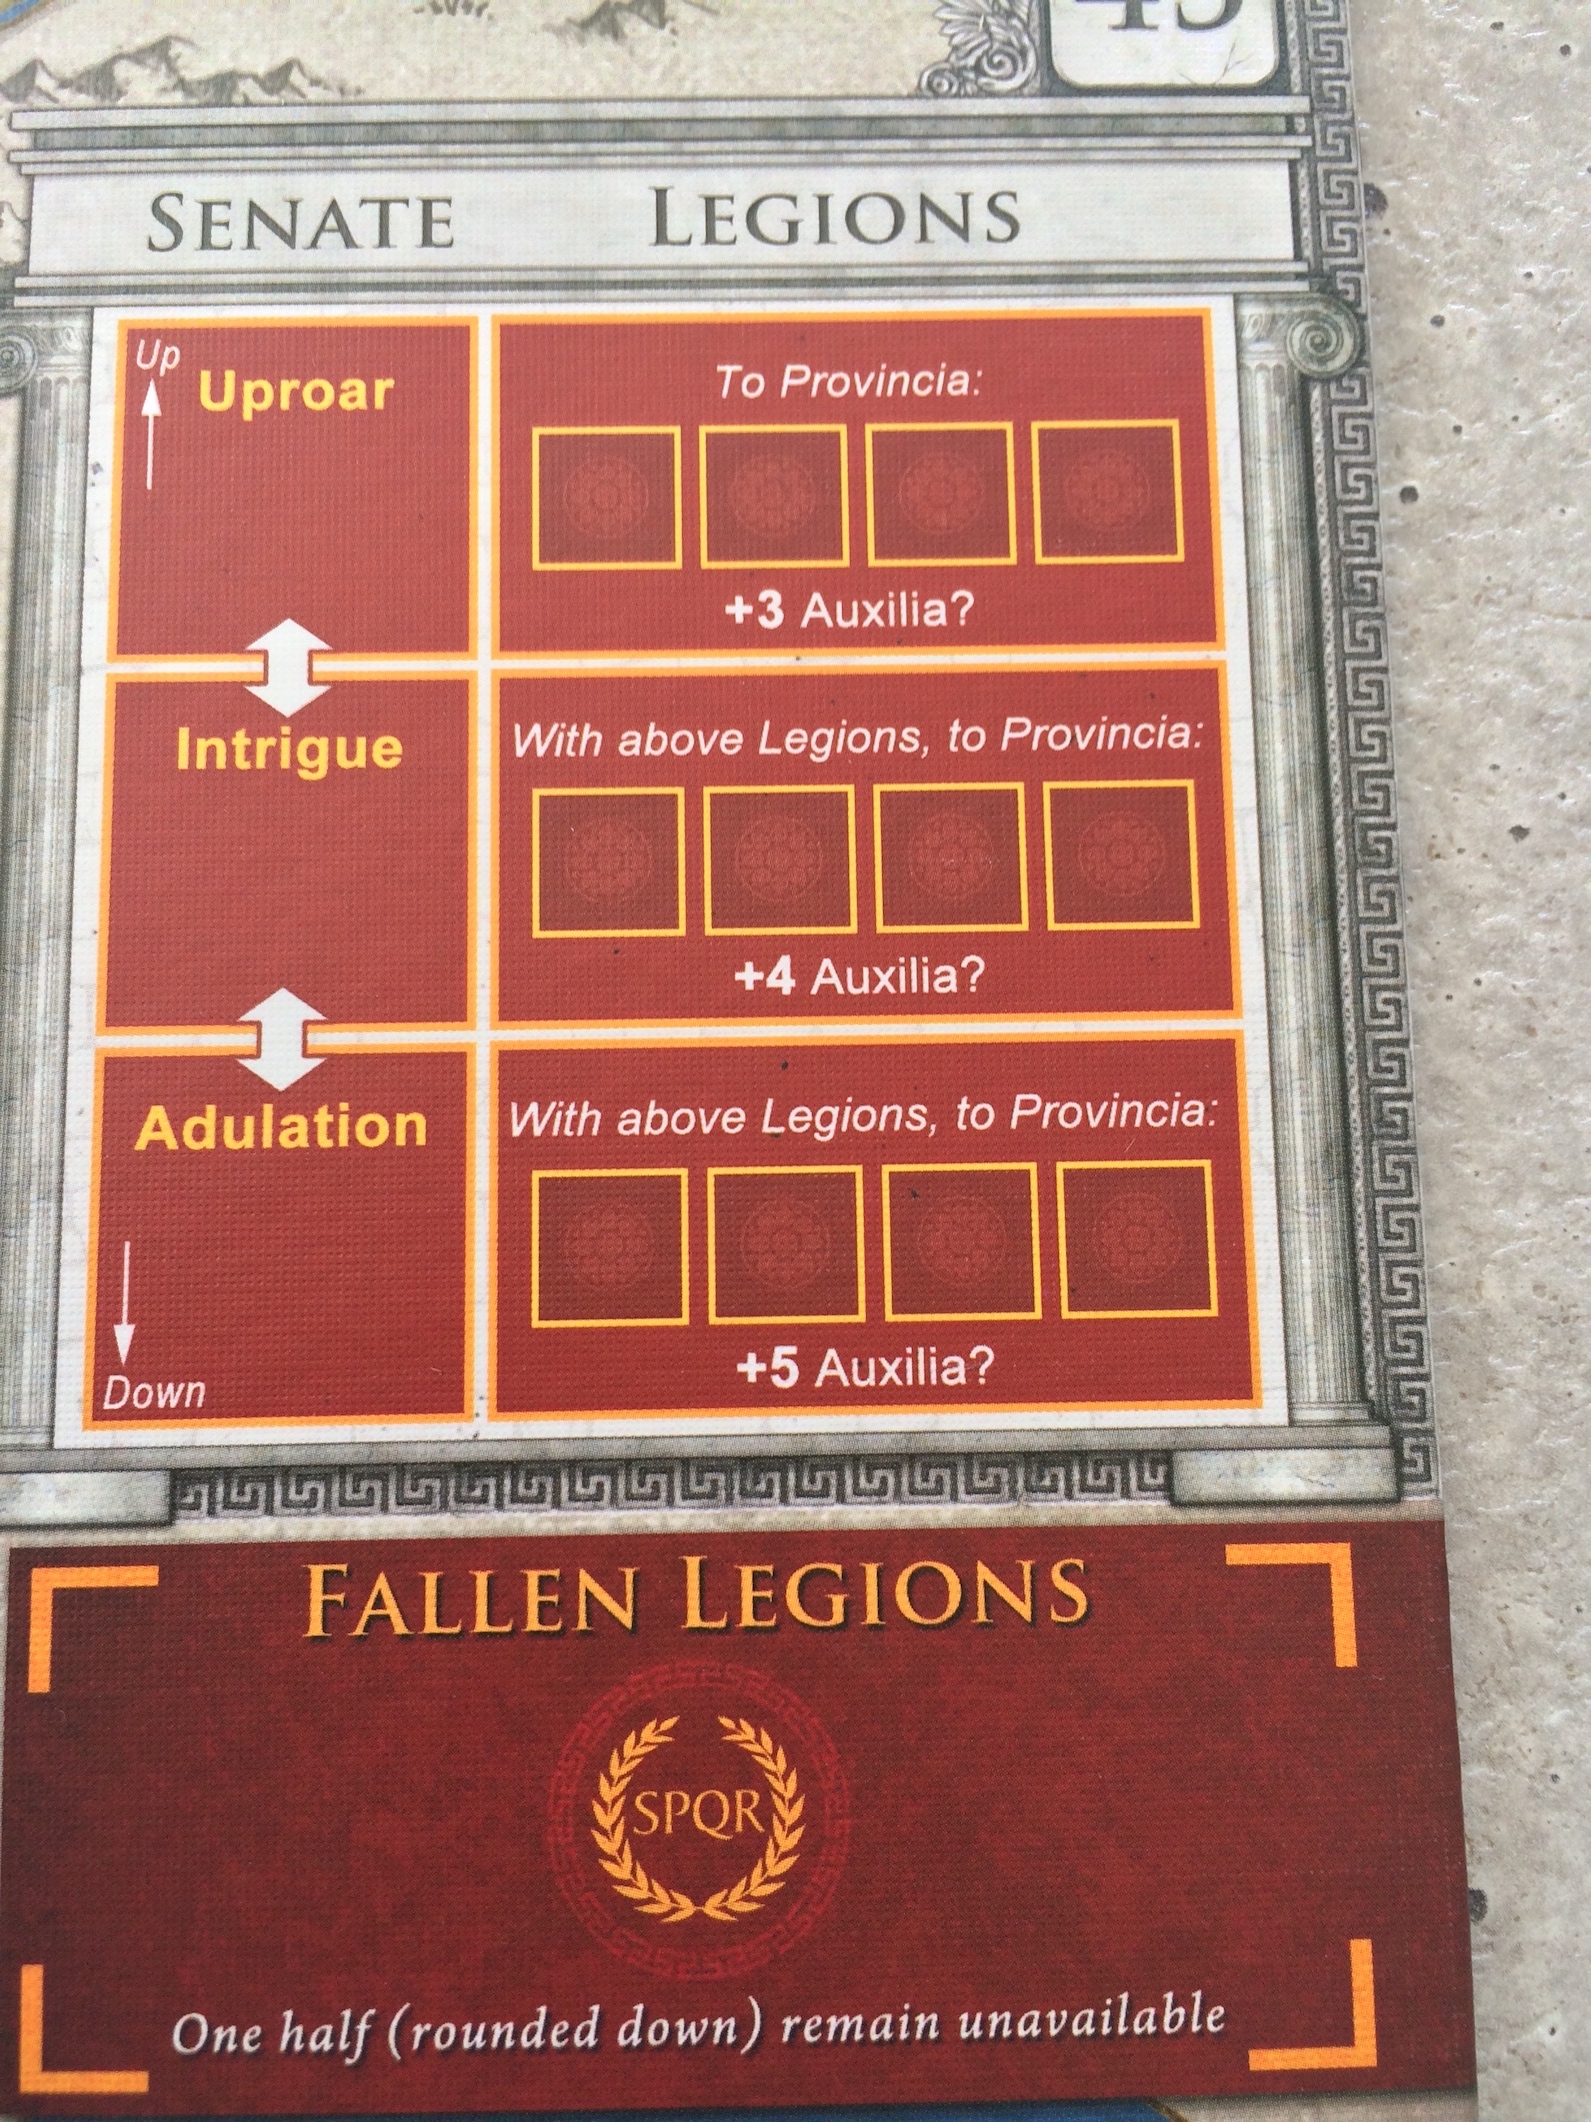 45
SENATE LEGIONS
Up
Uproar
To Provincia:
+3 Auxilia?
Intrigue
With above Legions, to Provincia:
+4 Auxilia?
Adulation
With above Legions, to Provincia:
+5 Auxilia?
Down
FALLEN LEGIONS
SPQR
One half (rounded down) remain unavailable